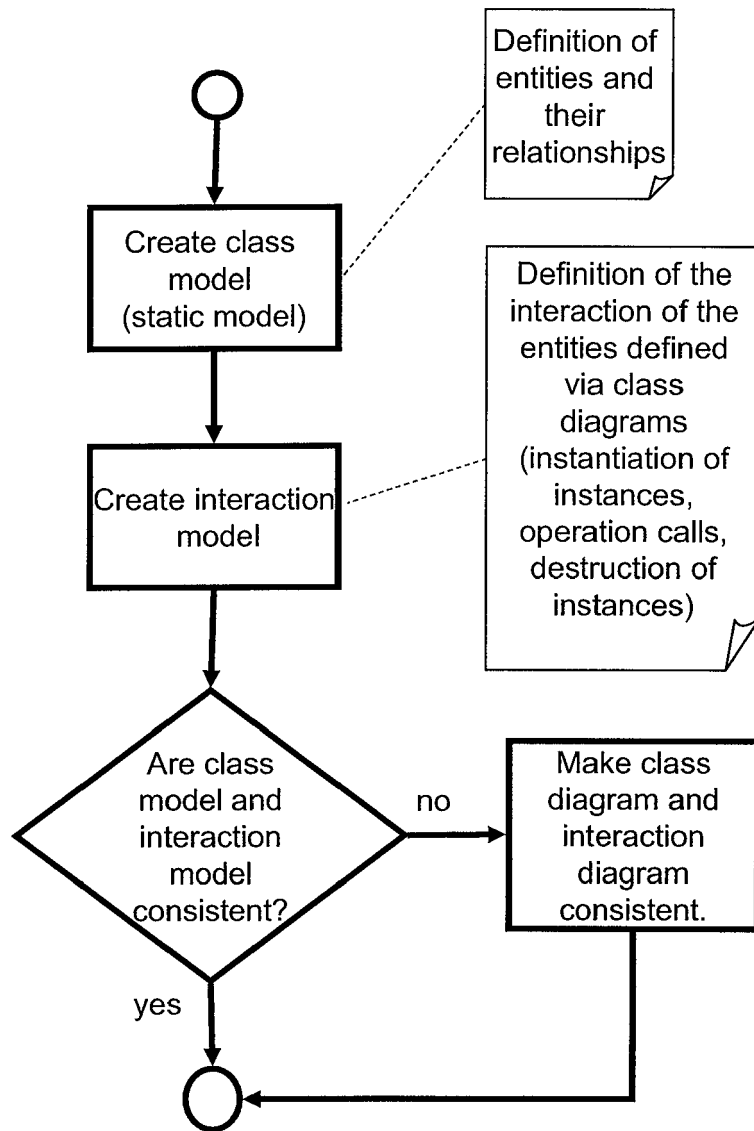 Definition of
entities and
their
relationships
Create class
model
(static model)
Definition of the
interaction of the
entities defined
via class
diagrams
(instantiation of
instances,
operation calls,
destruction of
instances)
Create interaction
model
Are class
model and
interaction
model
consistent?
no
Make class
diagram and
interaction
diagram
consistent.
yes